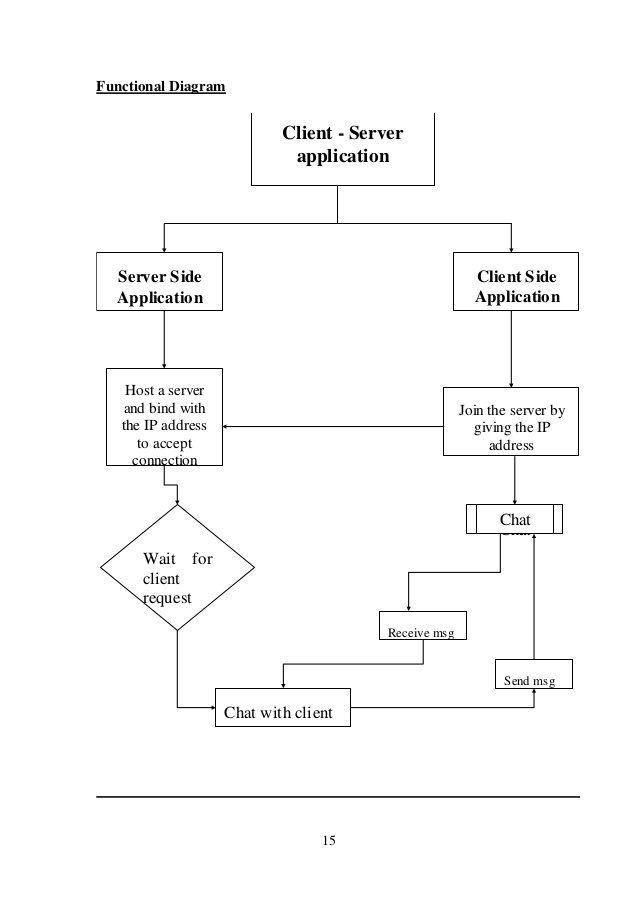 Functional Diagram
Client - Server
application
Server Side
Application
Client Side
Application
Host a server
and bind with
the IP address
to accept
connection
Join the server by
giving the IP
address
Chat
Wait for
client
request
Receive msg
Send msg
Chat with client
15